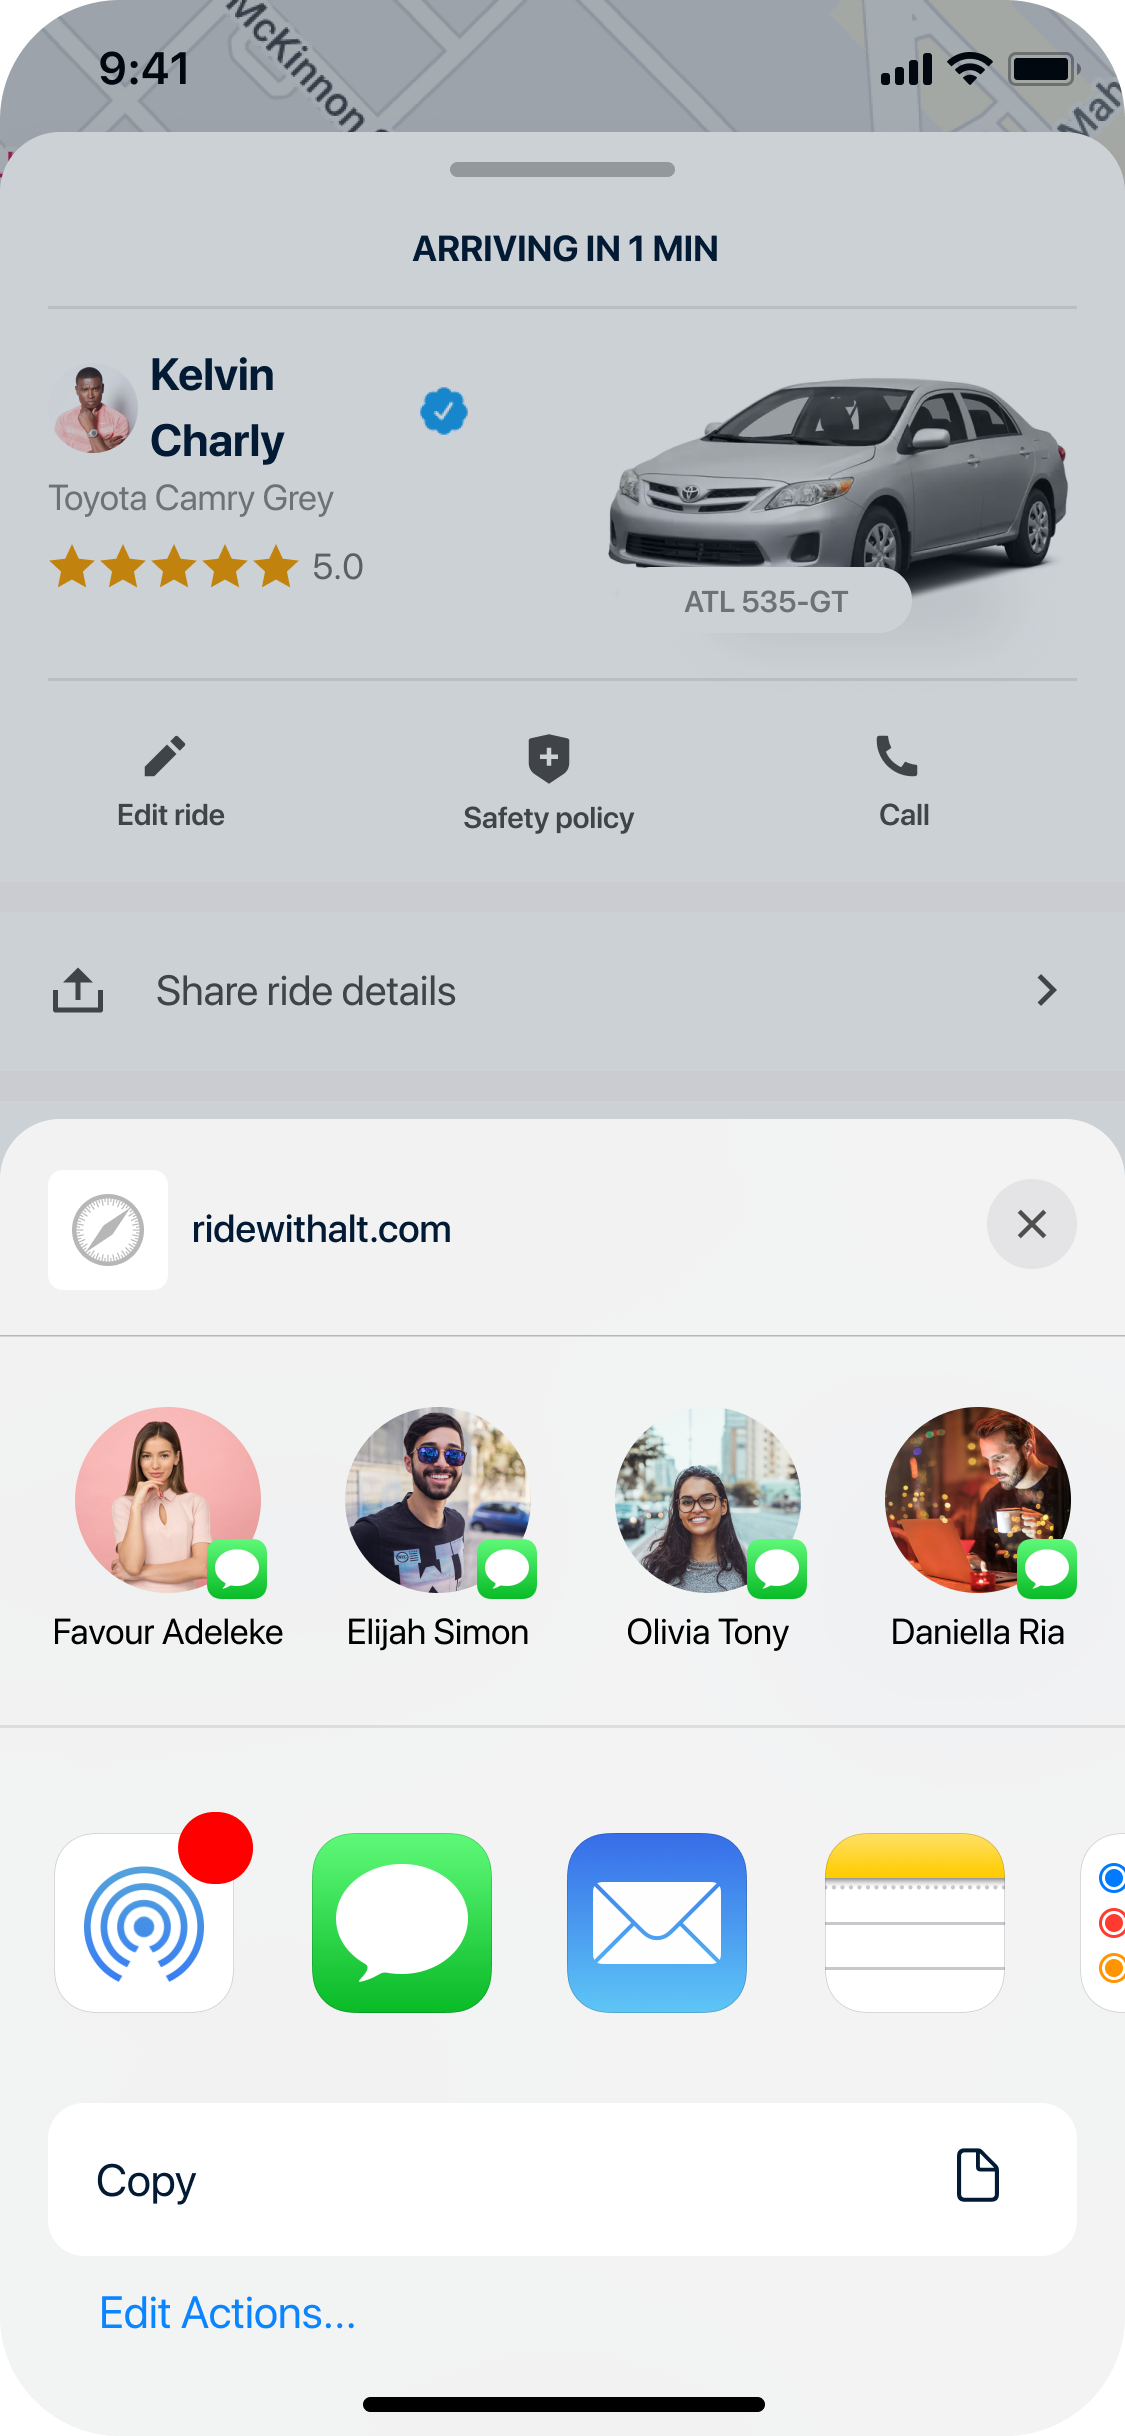 9:41
McKinnon
Mah
ARRIVING IN 1 MIN
Kelvin
Charly
Toyota Camry Grey
5.0
ATL 535-GT
Edit ride
Safety policy
Call
Share ride details
ridewithalt.com
Favour Adeleke
Elijah Simon
Olivia Tony
Daniella Ria
Copy
Edit Actions...